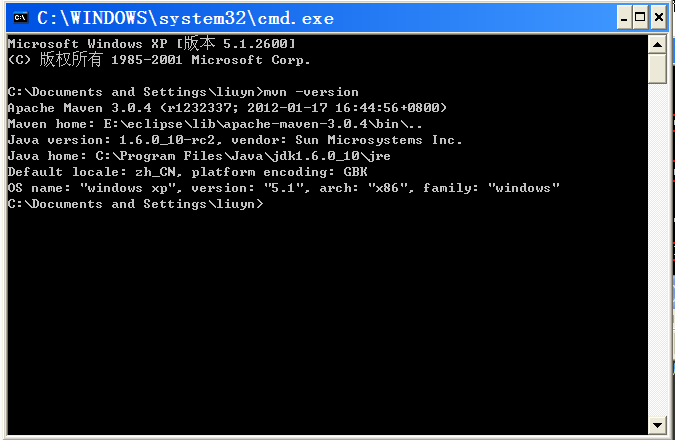 C:\WINDOWS\system32\cmd.exe
Microsoft Windows XP [版本 5.1.2600]
(C) 版权所有 1985-2001 Microsoft Corp.
C:\Documents and Settings\liuyn>mvn -version
Apache Maven 3.0.4 (r1232337; 2012-01-17 16:44:56+0800)
Maven home: E:\eclipse\lib\apache-maven-3.0.4\bin\..
Java version: 1.6.0_10-rc2, vendor: Sun Microsystems Inc.
Java home: C:\Program Files\Java\jdk1.6.0_10\jre
Default locale: zh_CN, platform encoding: GBK
OS name: "windows xp", version: "5.1", arch: "x86", family: "windows"
C:\Documents and Settings\liuyn>